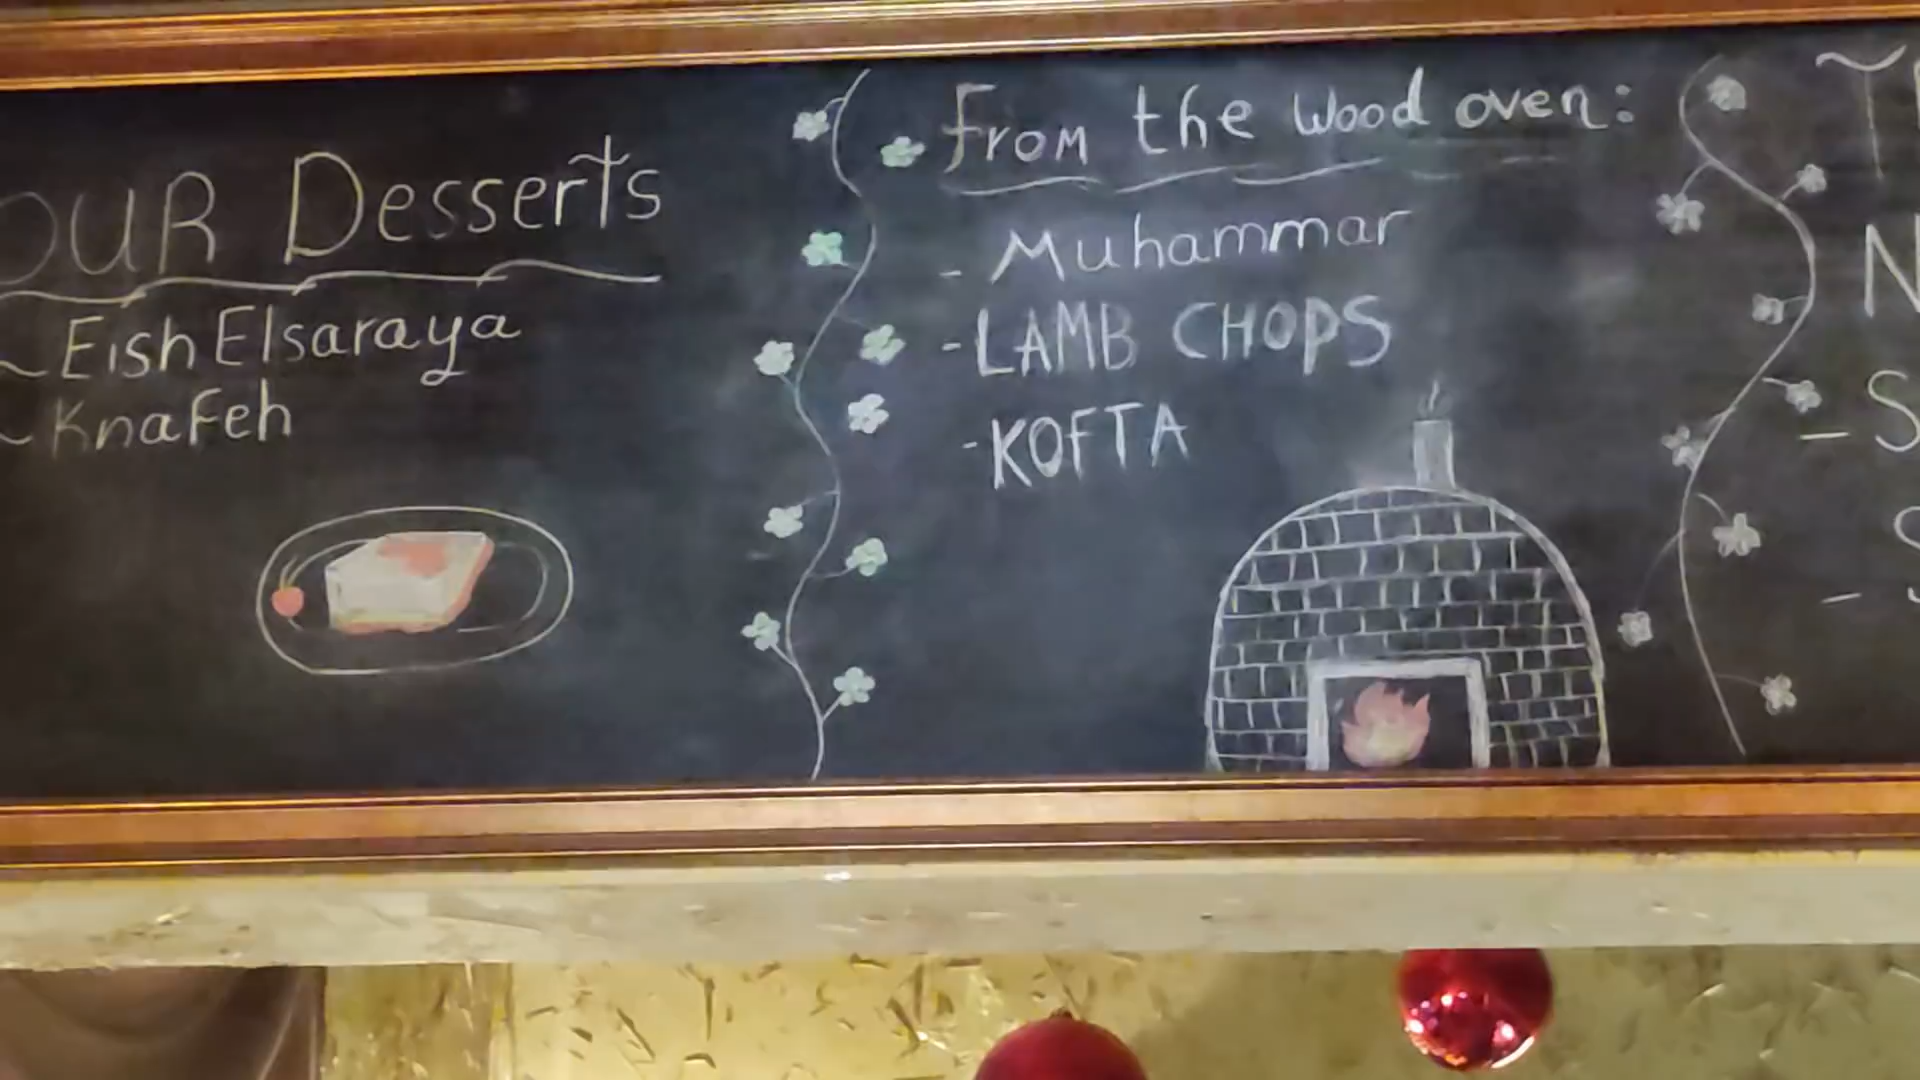 OUR Desserts
~ Eish Elsaraya
~ Knafeh
From the wood oven:
- Muhammar
- LAMB CHOPS
- KOFTA